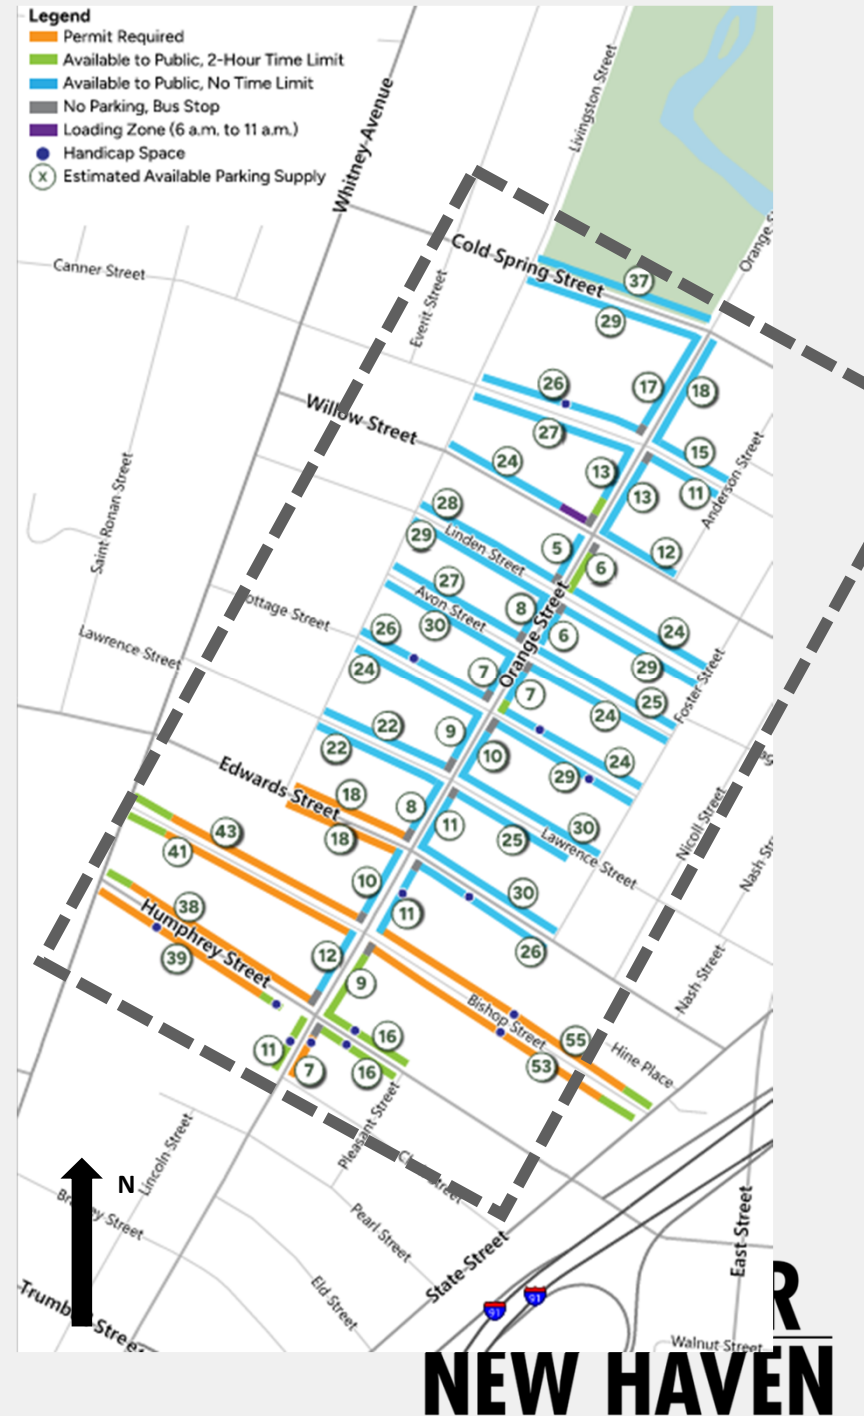 Legend
Permit Required
Available to Public, 2-Hour Time Limit
Available to Public, No Time Limit
No Parking, Bus Stop
Loading Zone (6 a.m. to 11 a.m.)
Handicap Space
X Estimated Available Parking Supply
Livingston Street
Whitney Avenue
Orange S
Cold Spring Street
Canner Street
37
Everit Street
29
26
17
18
Willow Street
27
15
24
13
11
13
Anderson Street
28
Saint Ronan Street
29
Linden Street
5
12
6
27
Avon Street
8
Orange Street
ottage Street
26
30
6
24
Lawrence Street
24
7
29
Foster Street
7
25
22
9
24
22
10
24
29
Edwards Street
18
8
11
30
Nicoll Street
43
18
25
Lawrence Street
Nash Str
41
10
30
38
11
Humphrey Street
26
39
12
Nash Street
9
Bishop Street
16
55
Hine Place
11
7
16
53
Pleasant Street
Lincoln Street
N
Street
Pearl Street
East Street
State Street
Eld Street
91
91
Trumb
Stree
Walnut Street
R
NEW HAVEN